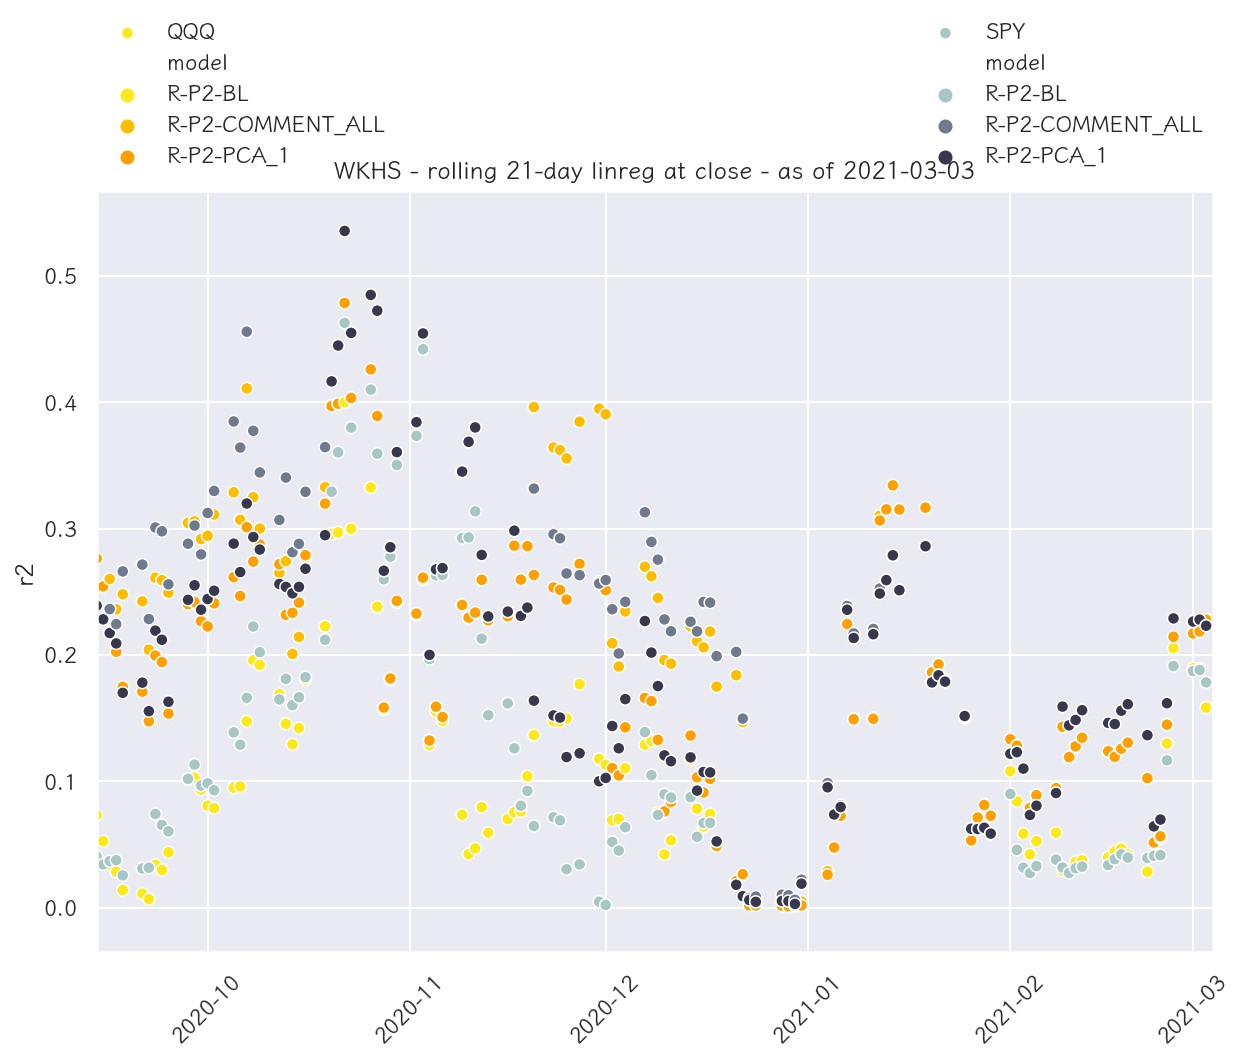 QQQ
model
R-P2-BL
R-P2-COMMENT_ALL
R-P2-PCA_1
SPY
model
R-P2-BL
R-P2-COMMENT_ALL
R-P2-PCA_1
WKHS - rolling 21-day linreg at close - as of 2021-03-03
r2
0.5
0.4
0.3
0.2
0.1
0.0
2020-10
2020-11
2020-12
2021-01
2021-02
2021-03